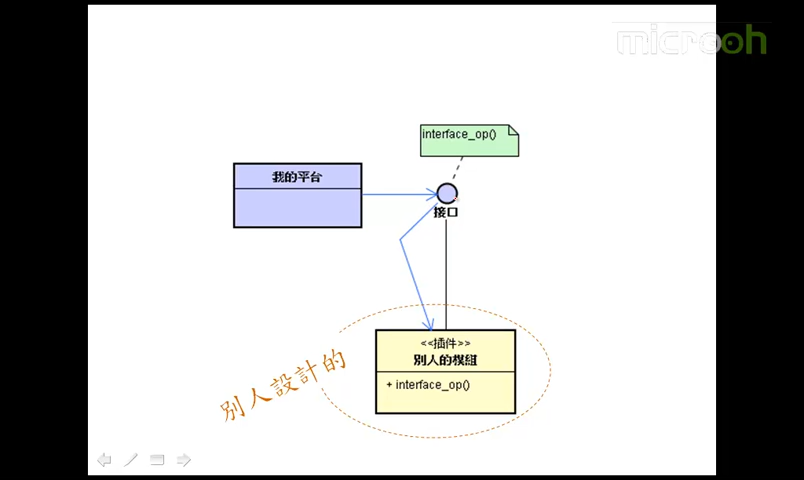 microoh
interface_op()
我的平台
接口
<<插件>>
別人的模組
+ interface_op()
別人設計的